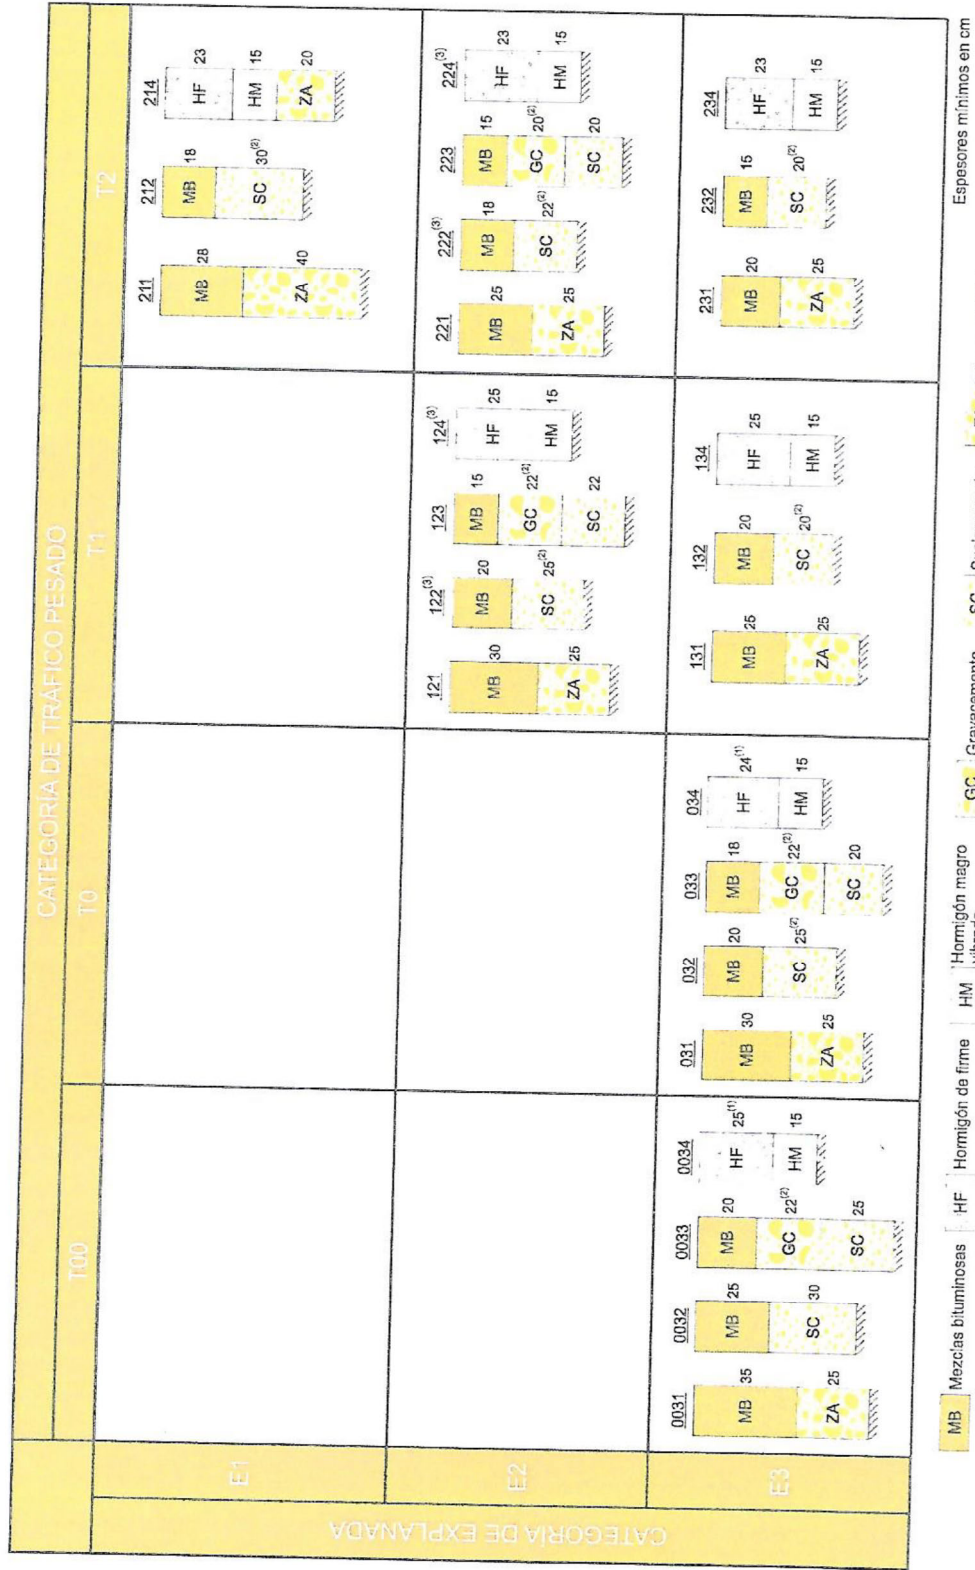 CATEGORÍA DE TRÁFICO PESADO
T00 T0 T1 T2
CATEGORÍA DE EXPLANADA
E1
211
MB 28
ZA 40
212
MB 18
SC 30(2)
214
HF 23
HM 15
ZA 20
E2
121
MB 30
ZA 25
122(3)
MB 20
SC 25(2)
123
MB 15
GC 22(2)
SC 22
124(3)
HF 25
HM 15
221
MB 25
ZA 25
222(3)
MB 18
SC 22(2)
223
MB 15
GC 20(2)
SC 20
224(3)
HF 23
HM 15
E3
0031
MB 35
ZA 25
0032
MB 25
SC 30
0033
MB 20
GC 22(2)
SC 25
0034
HF 25(1)
HM 15
031
MB 30
ZA 25
032
MB 20
SC 25(2)
033
MB 18
GC 22(2)
SC 20
034
HF 24(1)
HM 15
131
MB 25
ZA 25
132
MB 20
SC 20(2)
134
HF 25
HM 15
231
MB 20
ZA 25
232
MB 15
SC 20(2)
234
HF 23
HM 15
Espesores mínimos en cm
MB Mezclas bituminosas HF Hormigón de firme HM Hormigón magro GC Gravacemento SC